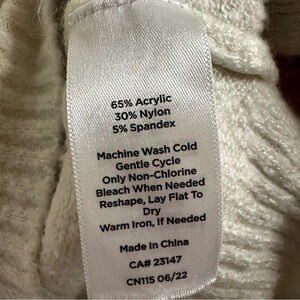 65% Acrylic
30% Nylon
5% Spandex
Machine Wash Cold
Gentle Cycle
Only Non-Chlorine
Bleach When Needed
Reshape, Lay Flat To
Dry
Warm Iron, If Needed
Made in China
CA# 23147
CN115 06/22